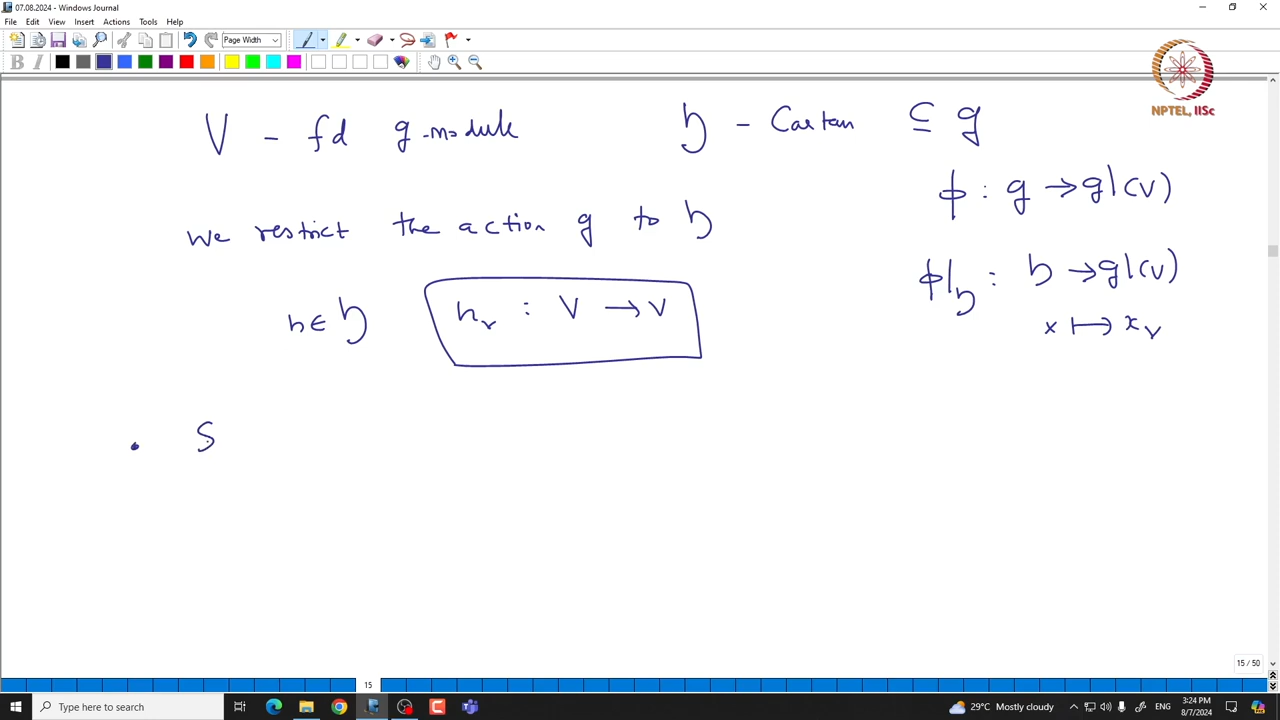 07.08.2024 - Windows Journal
File Edit View Insert Actions Tools Help
Page Width
B I
NPTEL, IISc
V - fd g-module 𝔥 - Cartan ⊆ g
ϕ : g → gl(V)
We restrict the action g to 𝔥
ϕ|𝔥 : 𝔥 → gl(V)
x ↦ x_V
h ∈ 𝔥 h_V : V → V
• S
15 / 50
15
Type here to search
29°C Mostly cloudy
ENG
3:24 PM
8/7/2024